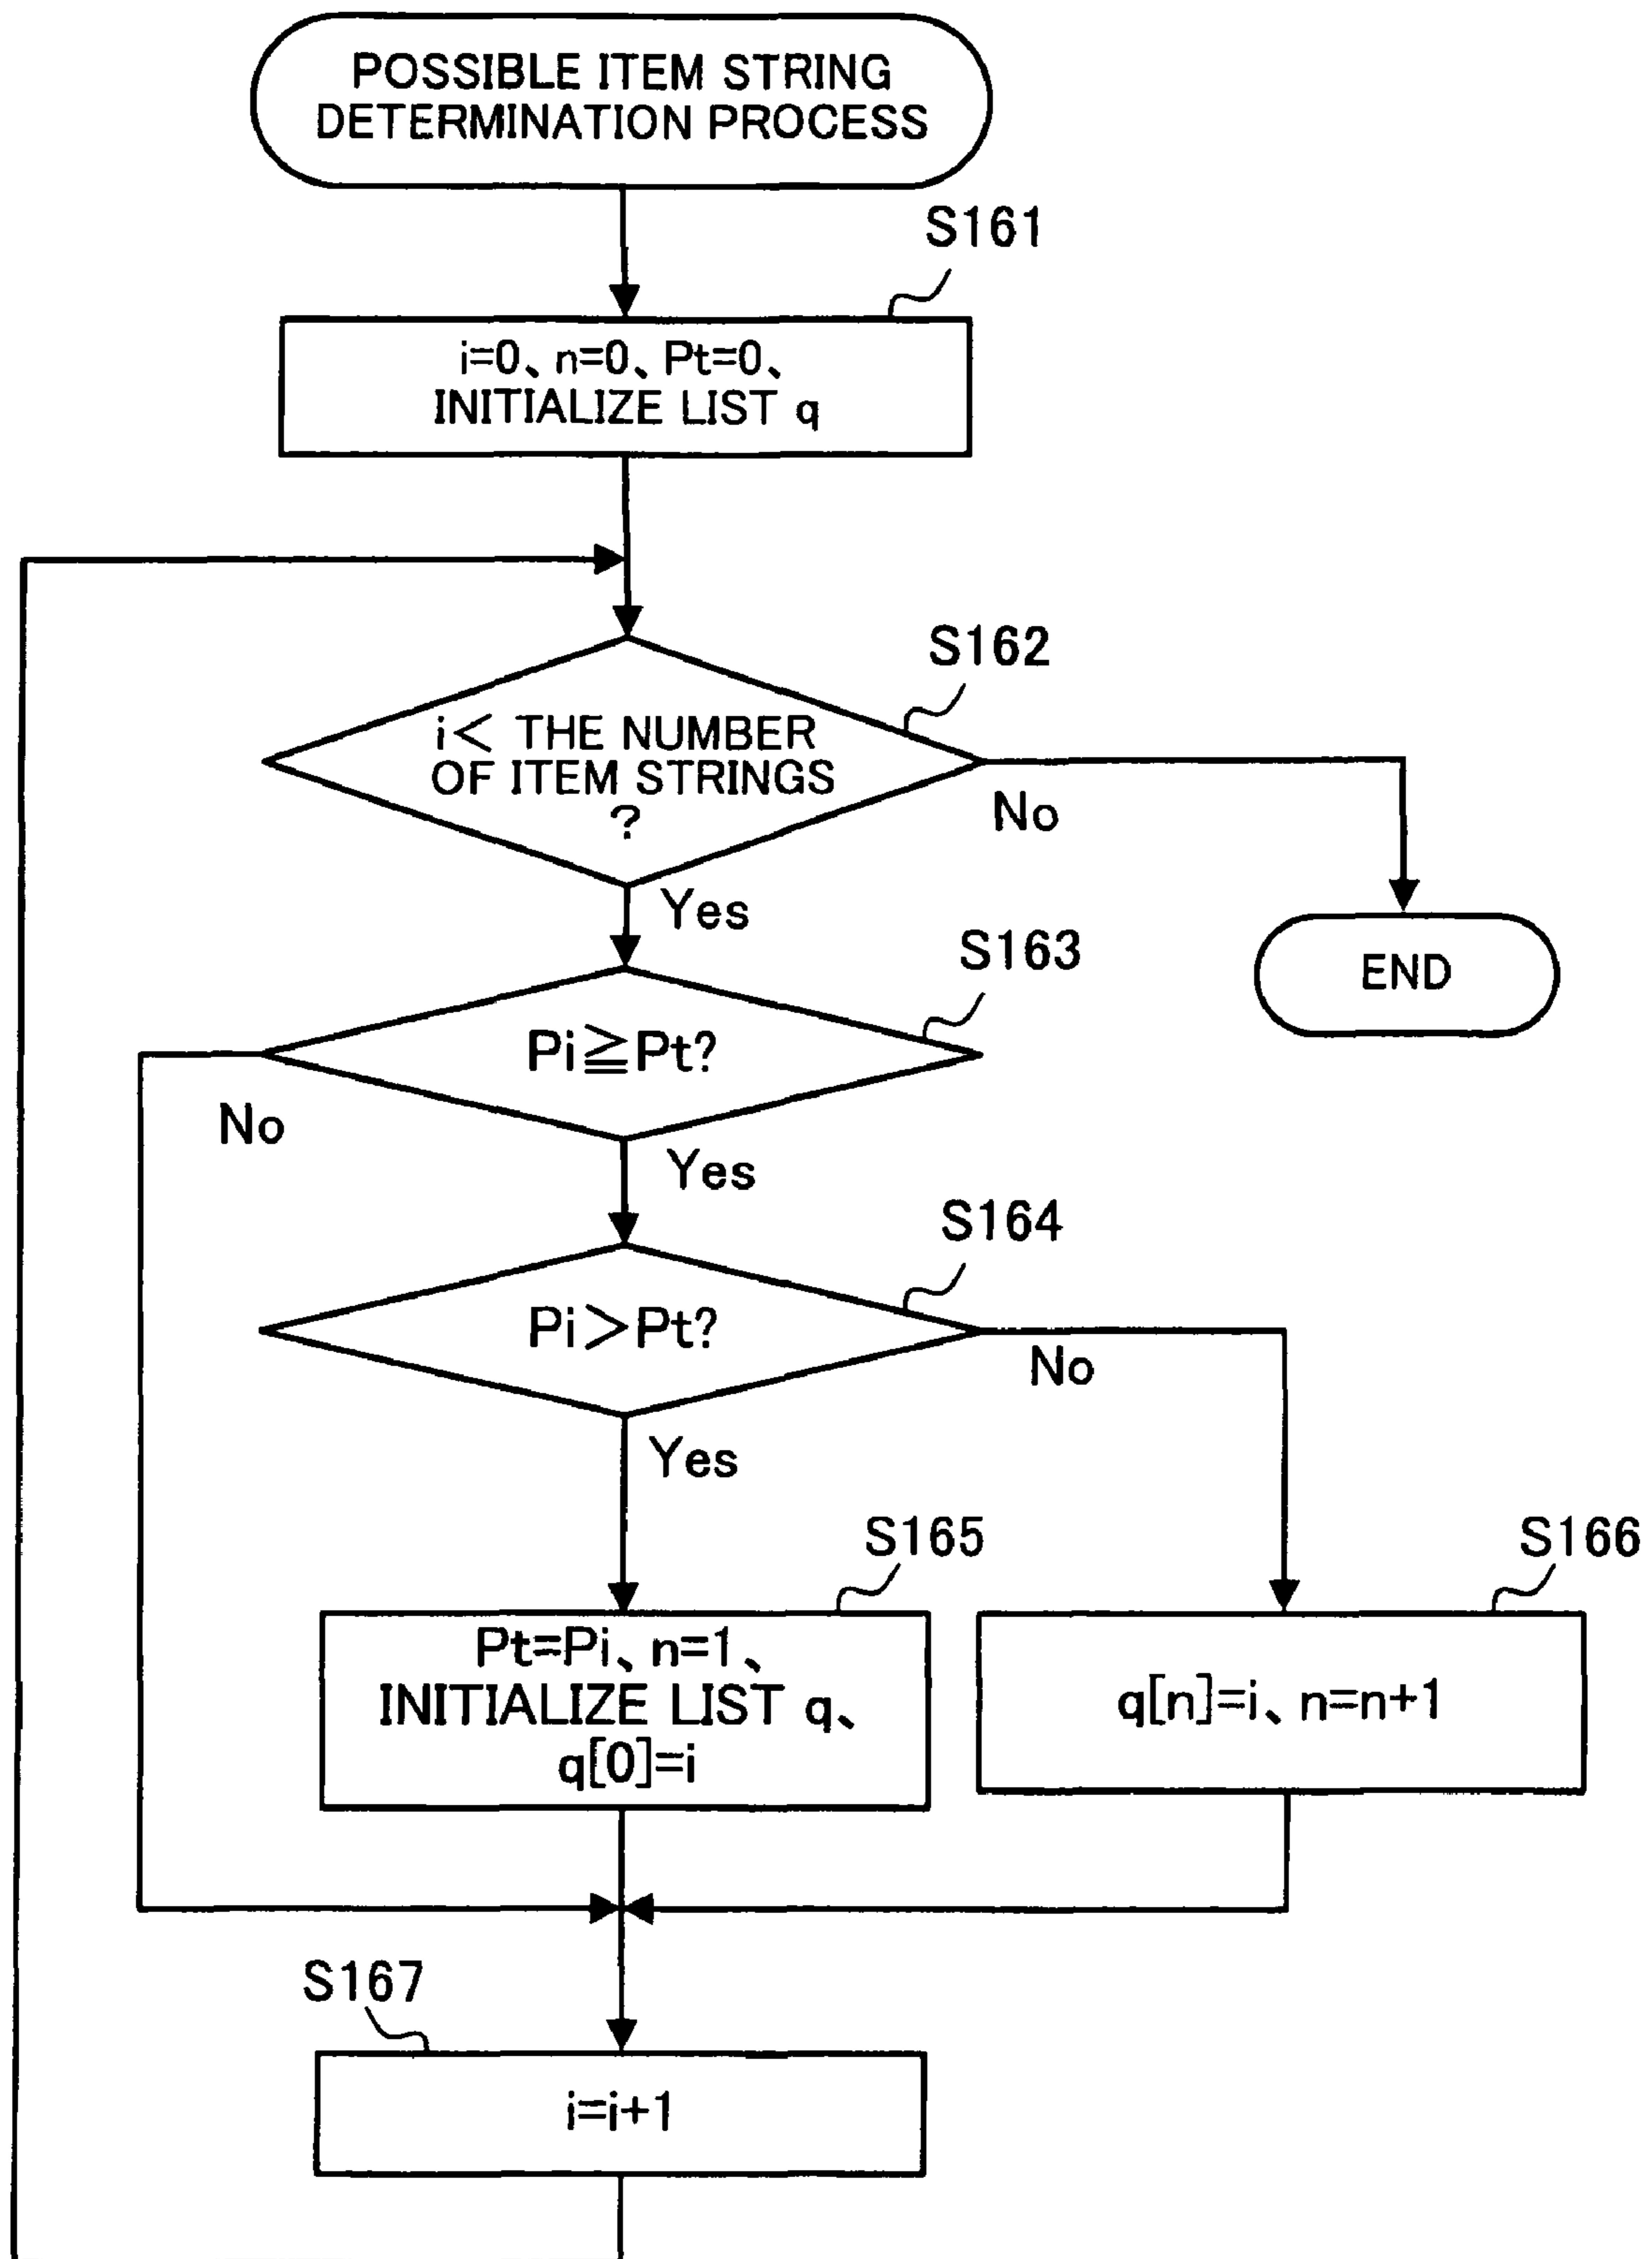 POSSIBLE ITEM STRING
DETERMINATION PROCESS
S161
i=0、n=0、Pt=0、
INITIALIZE LIST q
S162
i< THE NUMBER
OF ITEM STRINGS
?
No
Yes
END
S163
Pi≧Pt?
No
Yes
S164
Pi>Pt?
No
Yes
S165
Pt=Pi、n=1、
INITIALIZE LIST q、
q[0]=i
S166
q[n]=i、n=n+1
S167
i=i+1